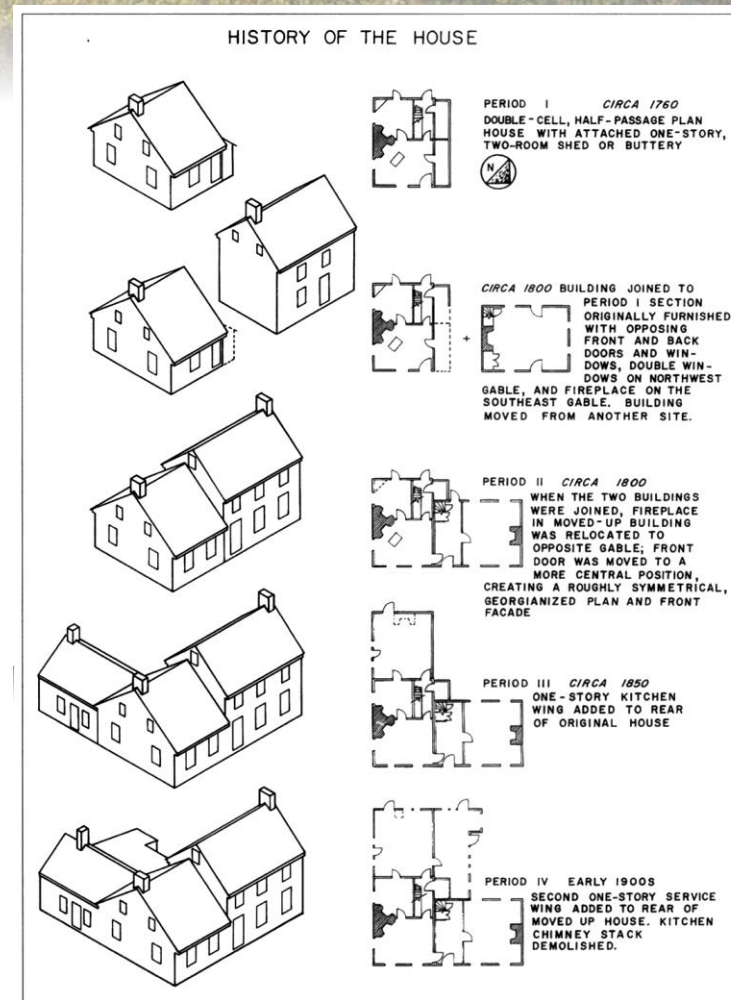 HISTORY OF THE HOUSE
PERIOD I CIRCA 1760
DOUBLE-CELL, HALF-PASSAGE PLAN
HOUSE WITH ATTACHED ONE-STORY,
TWO-ROOM SHED OR BUTTERY
N
CIRCA 1800 BUILDING JOINED TO
PERIOD I SECTION
ORIGINALLY FURNISHED
WITH OPPOSING
FRONT AND BACK
DOORS AND WIN-
DOWS, DOUBLE WIN-
DOWS ON NORTHWEST
GABLE, AND FIREPLACE ON THE
SOUTHEAST GABLE. BUILDING
MOVED FROM ANOTHER SITE.
+
PERIOD II CIRCA 1800
WHEN THE TWO BUILDINGS
WERE JOINED, FIREPLACE
IN MOVED-UP BUILDING
WAS RELOCATED TO
OPPOSITE GABLE; FRONT
DOOR WAS MOVED TO A
MORE CENTRAL POSITION,
CREATING A ROUGHLY SYMMETRICAL,
GEORGIANIZED PLAN AND FRONT
FACADE
PERIOD III CIRCA 1850
ONE-STORY KITCHEN
WING ADDED TO REAR
OF ORIGINAL HOUSE
PERIOD IV EARLY 1900S
SECOND ONE-STORY SERVICE
WING ADDED TO REAR OF
MOVED UP HOUSE. KITCHEN
CHIMNEY STACK
DEMOLISHED.